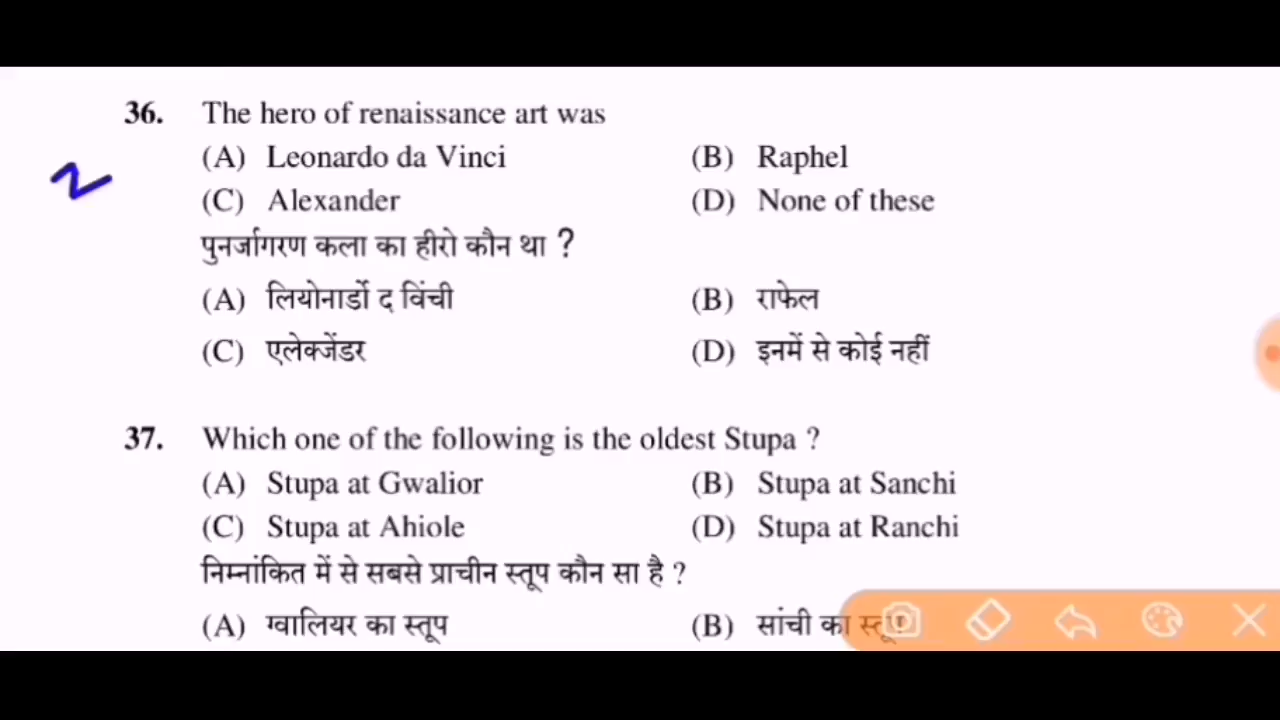 36. The hero of renaissance art was
(A) Leonardo da Vinci (B) Raphel
(C) Alexander (D) None of these
पुनर्जागरण कला का हीरो कौन था ?
(A) लियोनार्डो द विंची (B) राफेल
(C) एलेक्जेंडर (D) इनमें से कोई नहीं
37. Which one of the following is the oldest Stupa ?
(A) Stupa at Gwalior (B) Stupa at Sanchi
(C) Stupa at Ahiole (D) Stupa at Ranchi
निम्नांकित में से सबसे प्राचीन स्तूप कौन सा है ?
(A) ग्वालियर का स्तूप (B) सांची का स्तूप